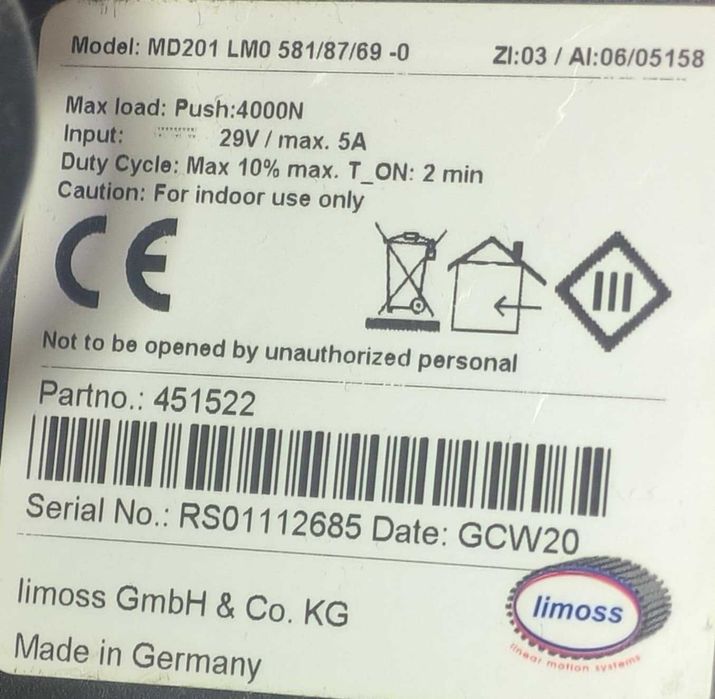 Model: MD201 LM0 581/87/69 -0 ZI:03 / AI:06/05158
Max load: Push:4000N
Input: 29V / max. 5A
Duty Cycle: Max 10% max. T_ON: 2 min
Caution: For indoor use only
CE
III
Not to be opened by unauthorized personal
Partno.: 451522
Serial No.: RS01112685 Date: GCW20
limoss GmbH & Co. KG
limoss
linear motion systems
Made in Germany